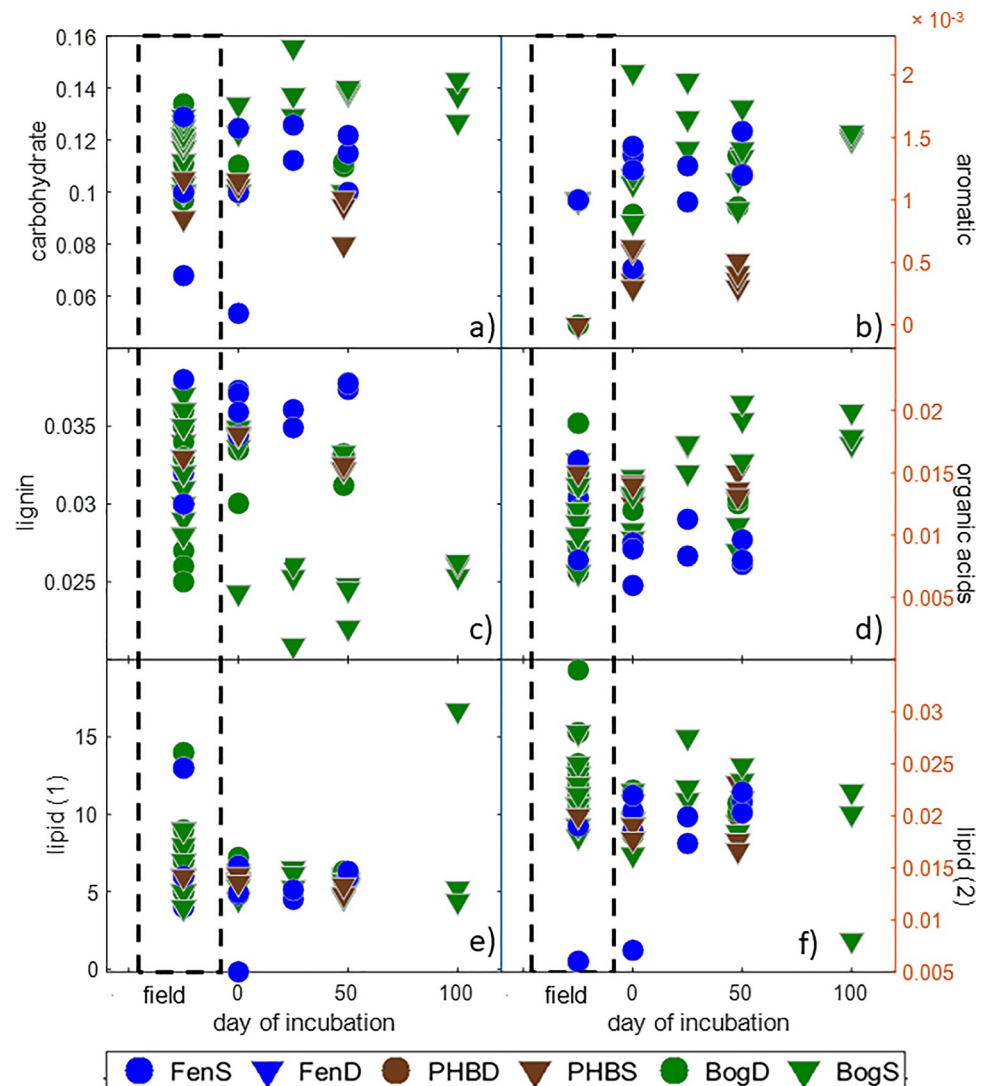 × 10⁻³
0.16
0.14
0.12
0.1
0.08
0.06
carbohydrate
a)
2
1.5
1
0.5
0
aromatic
b)
0.035
0.03
0.025
lignin
c)
0.02
0.015
0.01
0.005
organic acids
d)
15
10
5
0
lipid (1)
e)
0.03
0.025
0.02
0.015
0.01
0.005
lipid (2)
f)
field 0 50 100 field 0 50 100
day of incubation day of incubation
FenS FenD PHBD PHBS BogD BogS